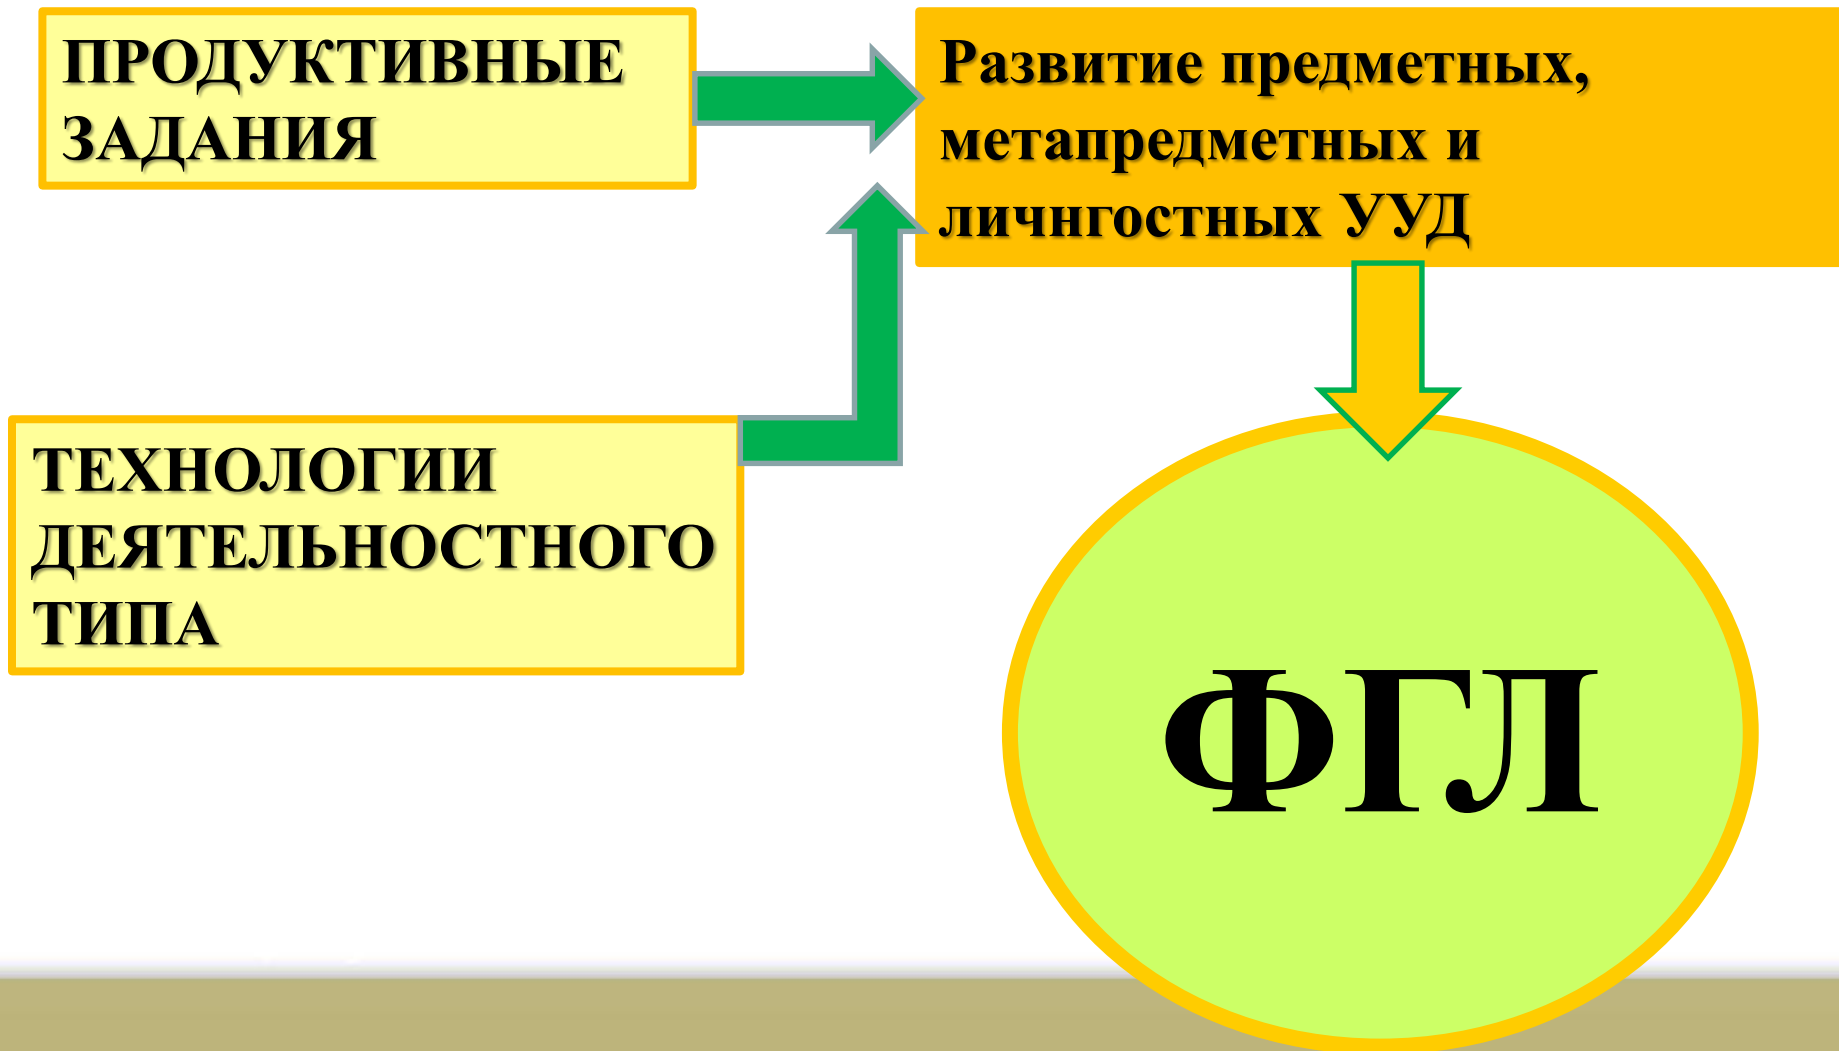 ПРОДУКТИВНЫЕ
ЗАДАНИЯ
Развитие предметных,
метапредметных и
личнгостных УУД
ТЕХНОЛОГИИ
ДЕЯТЕЛЬНОСТНОГО
ТИПА
ФГЛ